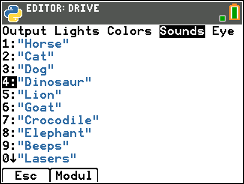 EDITOR: DRIVE
Output Lights Colors Sounds Eye
1:"Horse"
2:"Cat"
3:"Dog"
4:"Dinosaur"
5:"Lion"
6:"Goat"
7:"Crocodile"
8:"Elephant"
9:"Beeps"
0↓"Lasers"
Esc Modul